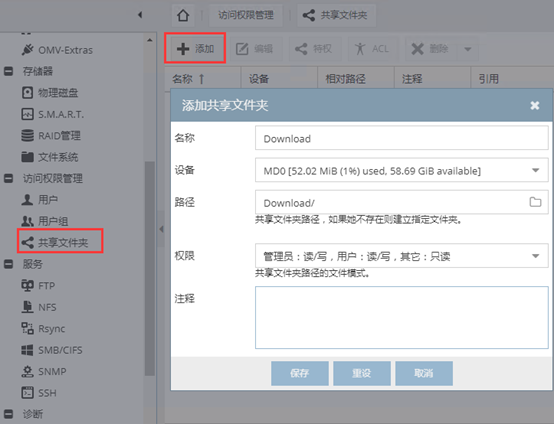 访问权限管理
共享文件夹
OMV-Extras
存储器
物理磁盘
S.M.A.R.T.
RAID管理
文件系统
访问权限管理
用户
用户组
共享文件夹
服务
FTP
NFS
Rsync
SMB/CIFS
SNMP
SSH
诊断
添加
编辑
特权
ACL
删除
名称
设备
相对路径
注释
引用
添加共享文件夹
名称
Download
设备
MD0 [52.02 MiB (1%) used, 58.69 GiB available]
路径
Download/
共享文件夹路径，如果她不存在则建立指定文件夹。
权限
管理员：读/写，用户：读/写，其它：只读
共享文件夹路径的文件模式。
注释
保存
重设
取消